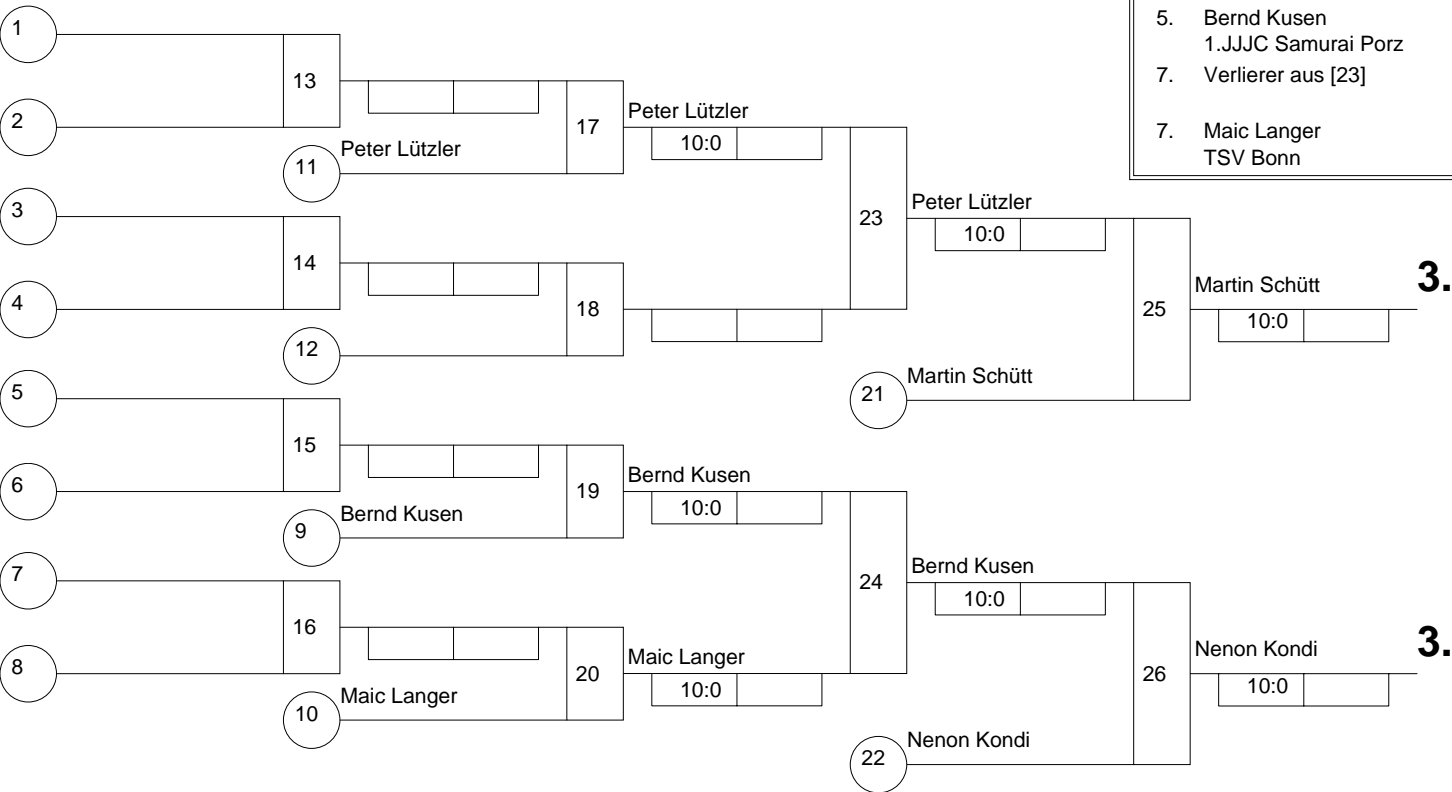 5. Bernd Kusen
1.JJJC Samurai Porz
7. Verlierer aus [23]
7. Maic Langer
TSV Bonn
1
13
2
17
Peter Lützler
10:0
11
Peter Lützler
3
23
Peter Lützler
10:0
14
4
18
12
25
Martin Schütt
3.
10:0
21
Martin Schütt
5
15
6
19
Bernd Kusen
10:0
9
Bernd Kusen
7
24
Bernd Kusen
10:0
16
8
20
Maic Langer
10:0
10
Maic Langer
26
Nenon Kondi
3.
10:0
22
Nenon Kondi